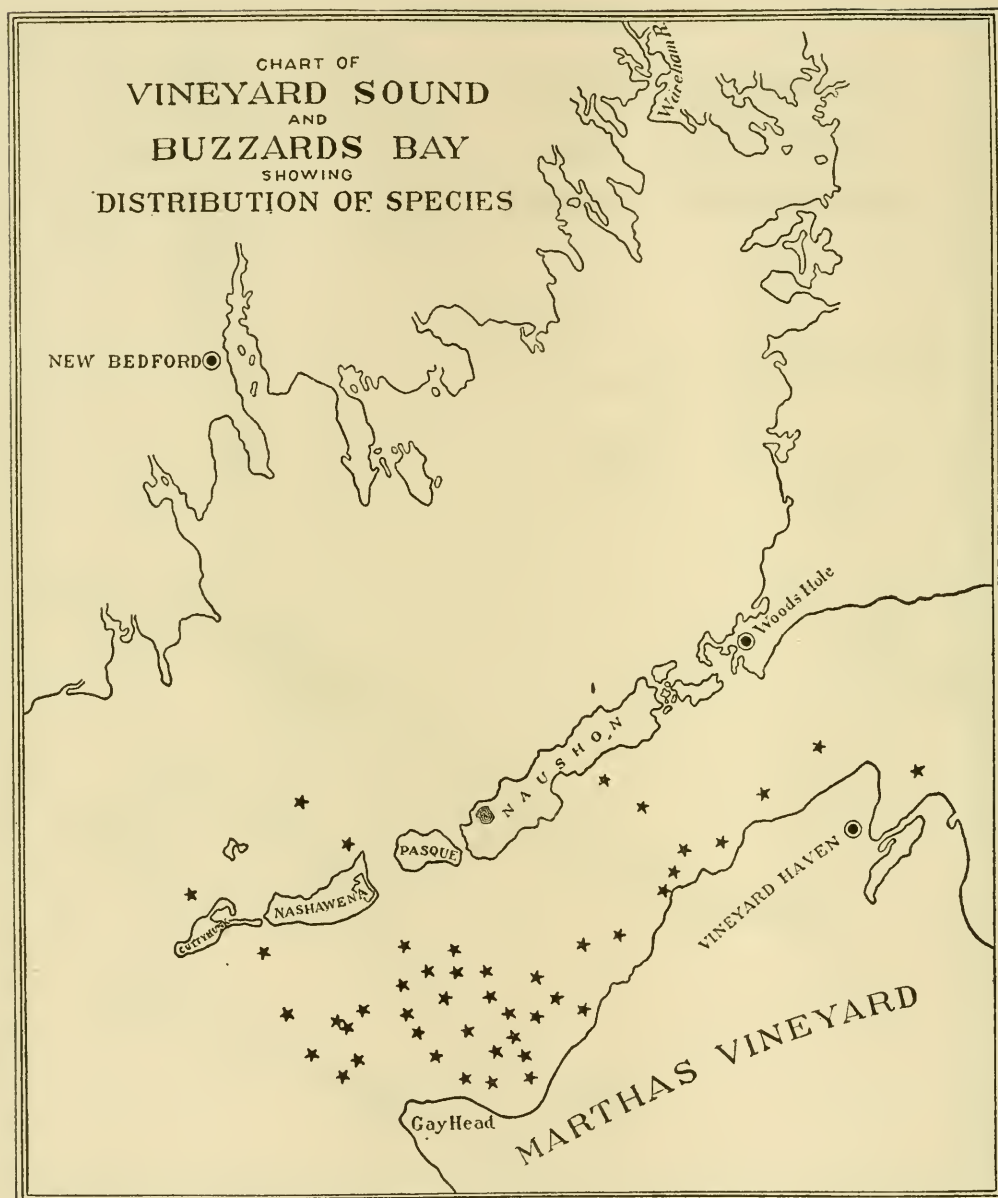 CHART OF
VINEYARD SOUND
AND
BUZZARDS BAY
SHOWING
DISTRIBUTION OF SPECIES
Wareham R.
NEW BEDFORD
Woods Hole
NAUSHON
PASQUE
NASHAWENA
CUTTYHUNK
VINEYARD HAVEN
MARTHAS VINEYARD
Gay Head